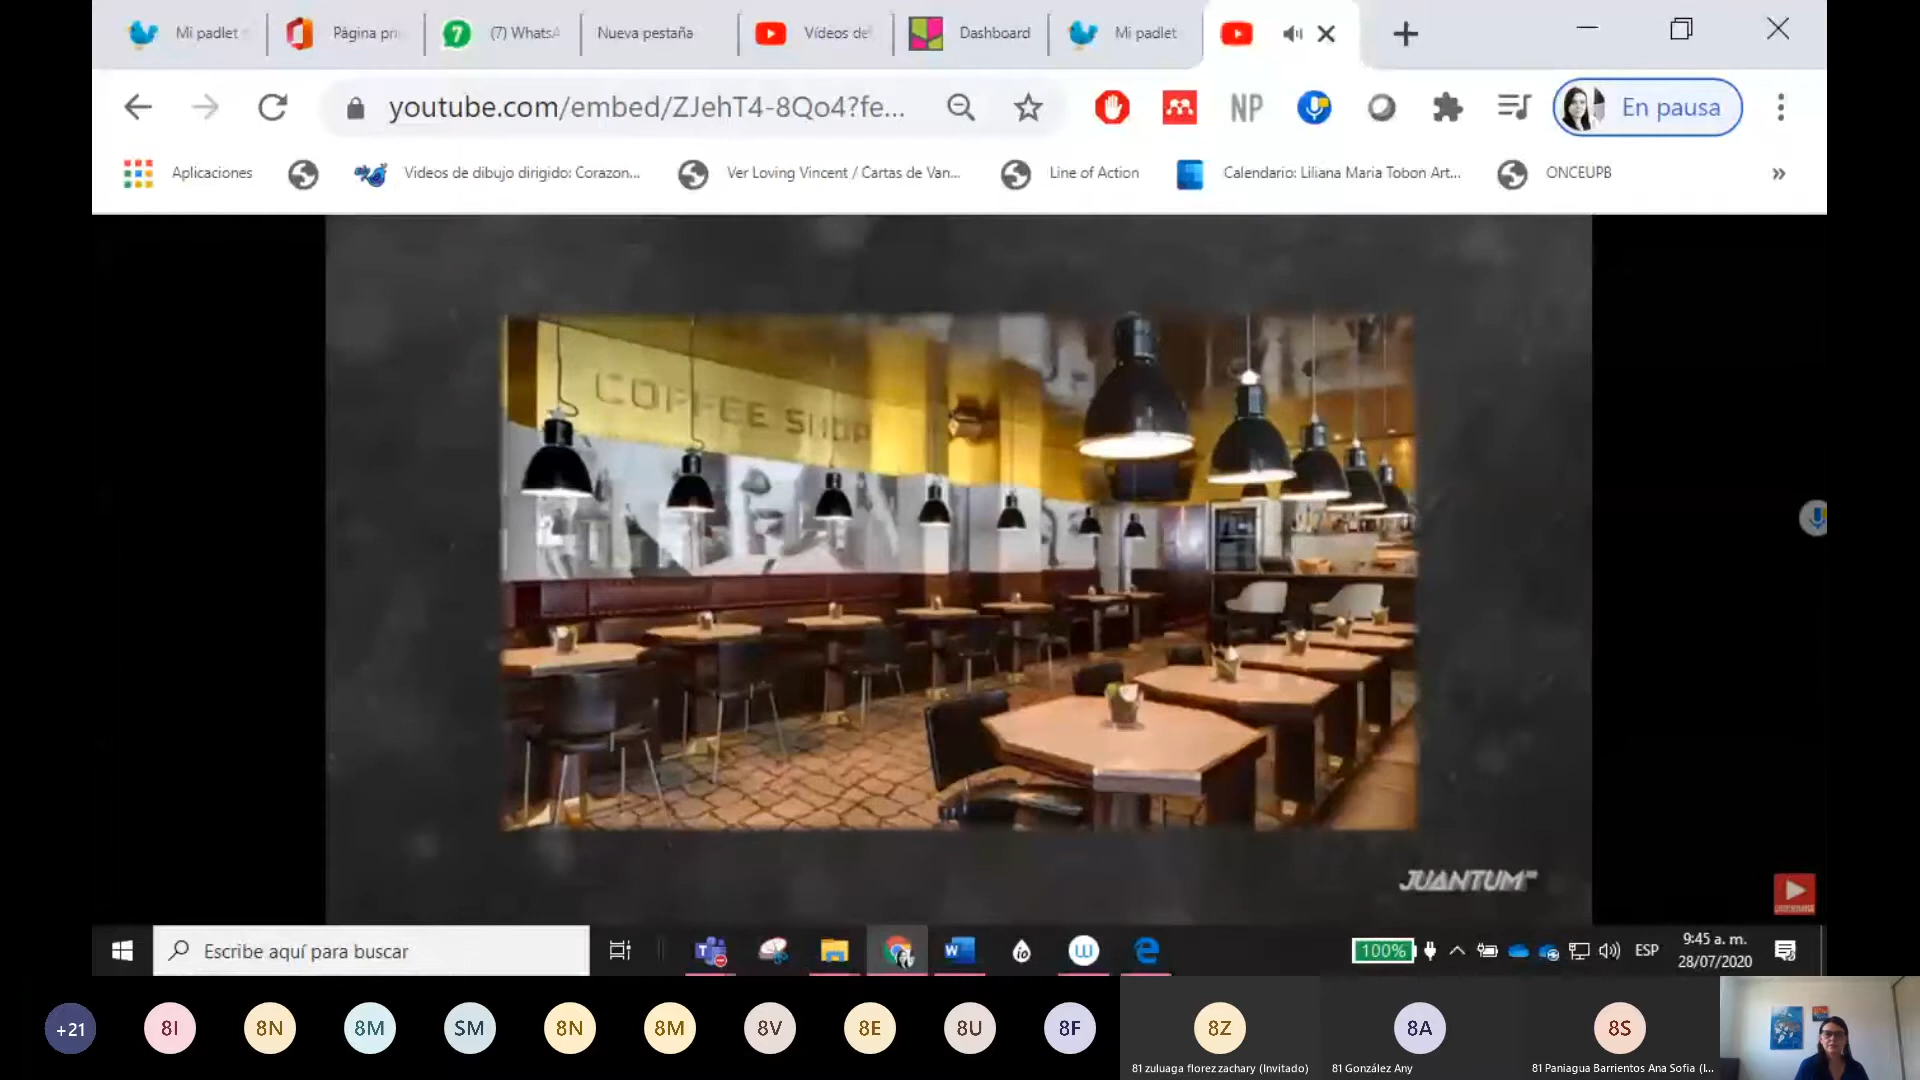 Mi padlet
Página pri
(7) WhatsA
Nueva pestaña
Vídeos de
Dashboard
Mi padlet
youtube.com/embed/ZJehT4-8Qo4?fe...
NP
En pausa
Aplicaciones
Videos de dibujo dirigido: Corazon...
Ver Loving Vincent / Cartas de Van...
Line of Action
Calendario: Liliana Maria Tobon Art...
ONCEUPB
COFFEE SHOP
JUANTUM
Escribe aquí para buscar
100%
ESP
9:45 a. m.
28/07/2020
+21
8I
8N
8M
SM
8N
8M
8V
8E
8U
8F
8Z
8A
8S
81 zuluaga florez zachary (Invitado)
81 González Any
81 Paniagua Barrientos Ana Sofia (I...